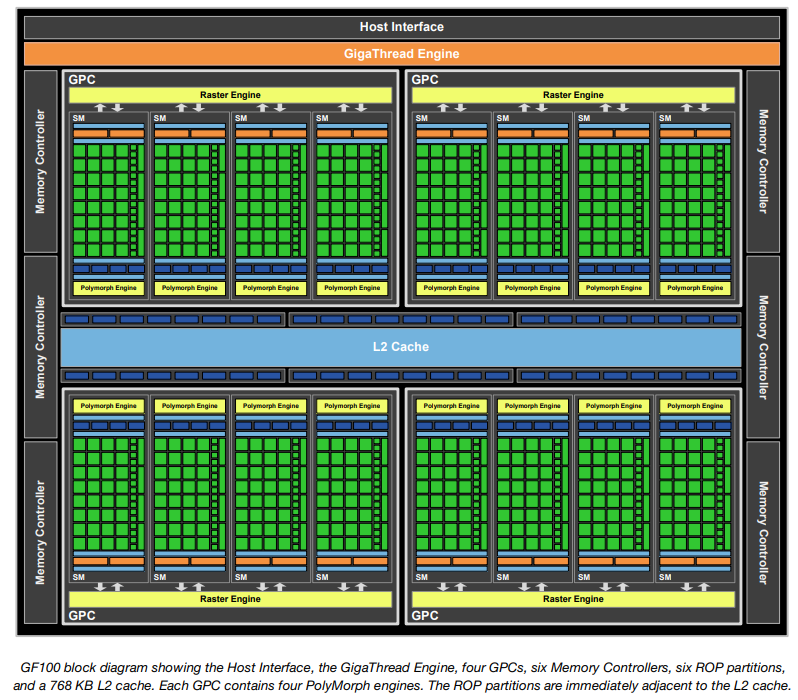 Host Interface
GigaThread Engine
GPC
GPC
Raster Engine
Raster Engine
Memory Controller
Memory Controller
SM
SM
SM
SM
SM
SM
SM
SM
Polymorph Engine
Polymorph Engine
Polymorph Engine
Polymorph Engine
Polymorph Engine
Polymorph Engine
Polymorph Engine
Polymorph Engine
Memory Controller
L2 Cache
Memory Controller
Polymorph Engine
Polymorph Engine
Polymorph Engine
Polymorph Engine
Polymorph Engine
Polymorph Engine
Polymorph Engine
Polymorph Engine
Memory Controller
Memory Controller
SM
SM
SM
SM
SM
SM
SM
SM
Raster Engine
Raster Engine
GPC
GPC
GF100 block diagram showing the Host Interface, the GigaThread Engine, four GPCs, six Memory Controllers, six ROP partitions,
and a 768 KB L2 cache. Each GPC contains four PolyMorph engines. The ROP partitions are immediately adjacent to the L2 cache.